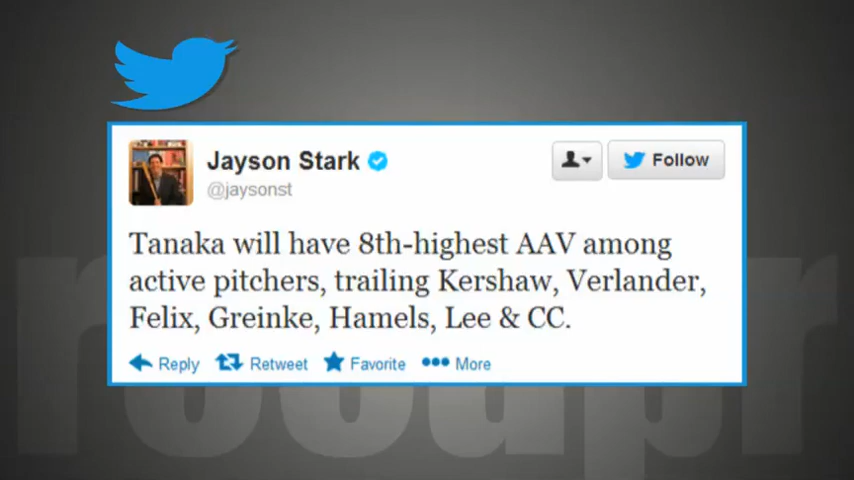 Jayson Stark
@jaysonst
Follow
Tanaka will have 8th-highest AAV among
active pitchers, trailing Kershaw, Verlander,
Felix, Greinke, Hamels, Lee & CC.
Reply Retweet Favorite More